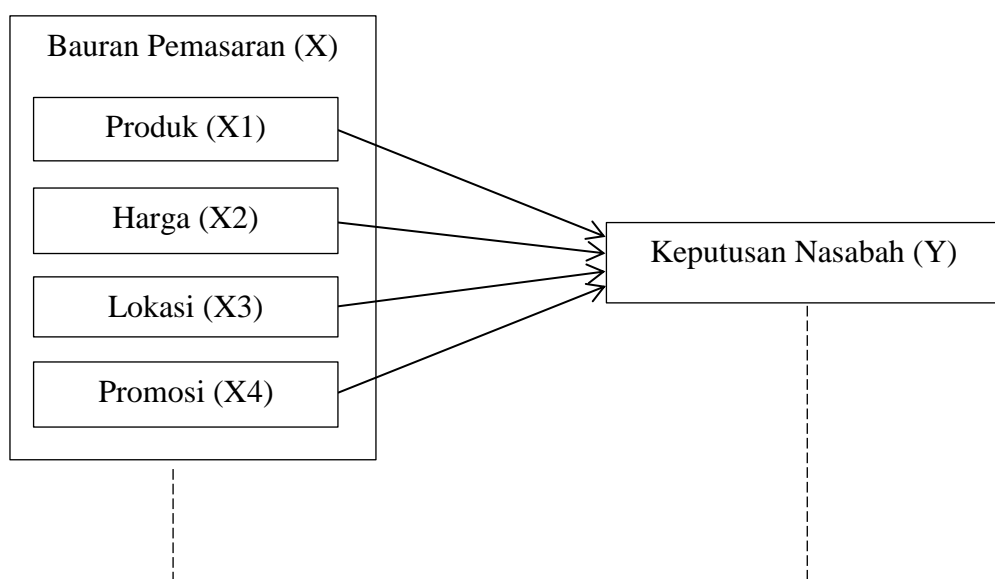 Bauran Pemasaran (X)
Produk (X1)
Harga (X2)
Lokasi (X3)
Promosi (X4)
Keputusan Nasabah (Y)